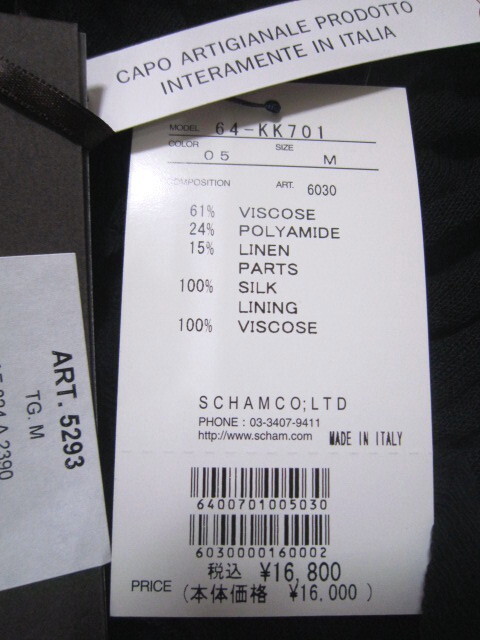 CAPO ARTIGIANALE PRODOTTO
INTERAMENTE IN ITALIA
MODEL 64-KK701
COLOR 05 SIZE M
COMPOSITION ART. 6030
61% VISCOSE
24% POLYAMIDE
15% LINEN
PARTS
100% SILK
LINING
100% VISCOSE
SCHAMCO;LTD
PHONE : 03-3407-9411
http://www.scham.com
MADE IN ITALY
6400701005030
6030000160002
税込 ¥16,800
PRICE (本体価格 ¥16.000)
ART. 5293
TG. M
A 2390